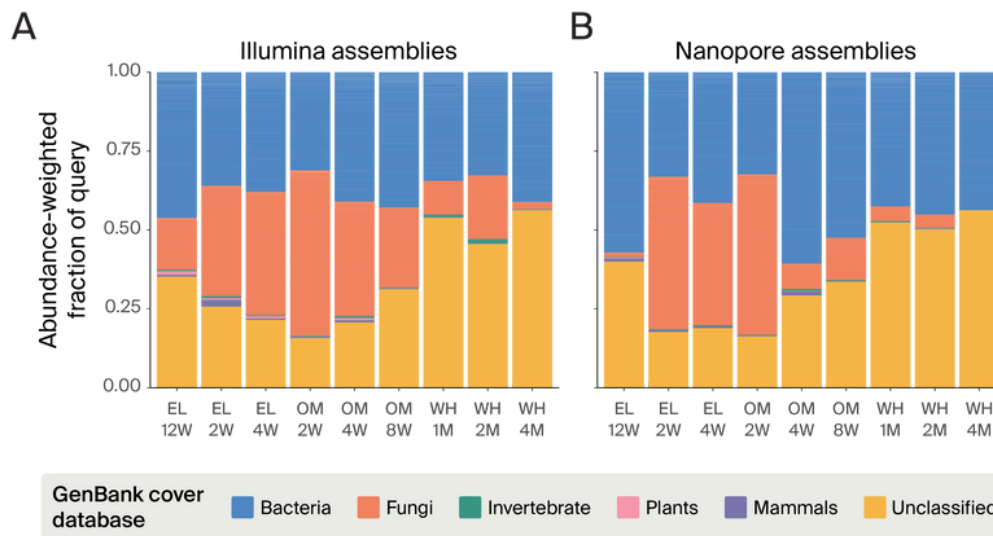 A
B
Illumina assemblies
Nanopore assemblies
Abundance-weighted
fraction of query
1.00
0.75
0.50
0.25
0.00
EL EL EL OM OM OM WH WH WH
12W 2W 4W 2W 4W 8W 1M 2M 4M
EL EL EL OM OM OM WH WH WH
12W 2W 4W 2W 4W 8W 1M 2M 4M
GenBank cover
database
Bacteria
Fungi
Invertebrate
Plants
Mammals
Unclassified